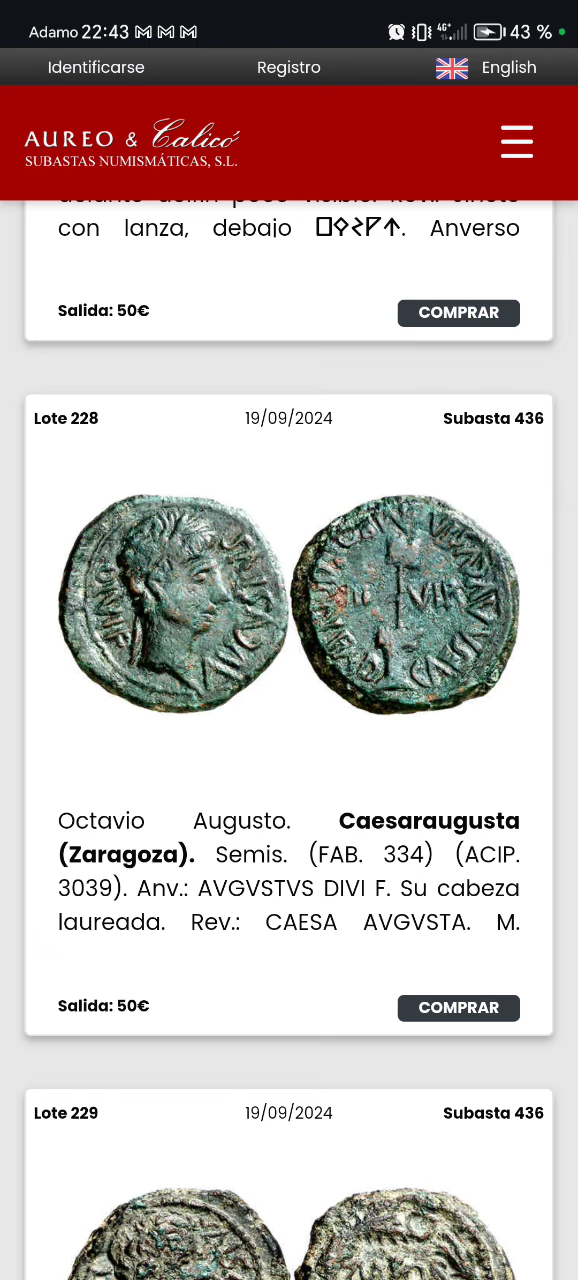 Adamo 22:43 43 %
Identificarse Registro English
AUREO & Calicó
SUBASTAS NUMISMÁTICAS, S.L.
con lanza, debajo. Anverso
Salida: 50€ COMPRAR
Lote 228 19/09/2024 Subasta 436
Octavio Augusto. Caesaraugusta
(Zaragoza). Semis. (FAB. 334) (ACIP.
3039). Anv.: AVGVSTVS DIVI F. Su cabeza
laureada. Rev.: CAESA AVGVSTA. M.
Salida: 50€ COMPRAR
Lote 229 19/09/2024 Subasta 436